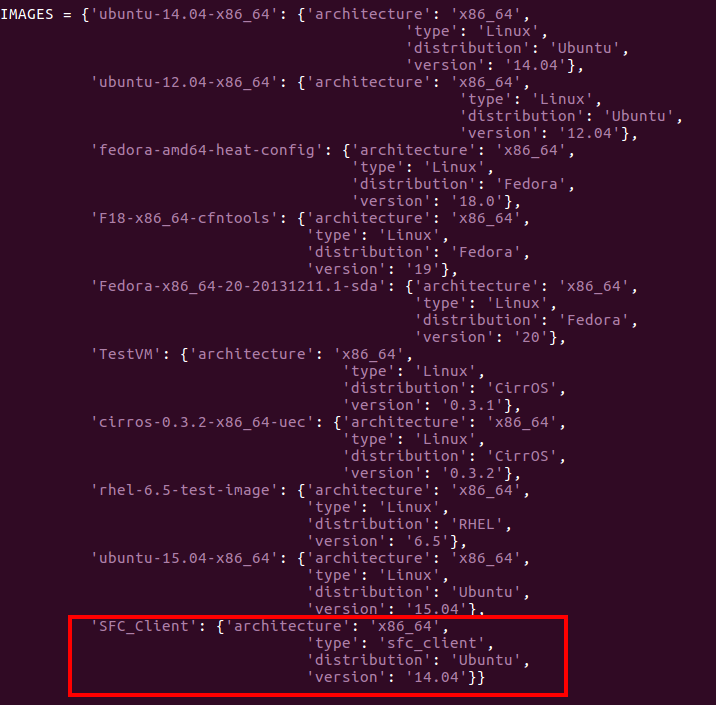 IMAGES = {'ubuntu-14.04-x86_64': {'architecture': 'x86_64',
'type': 'Linux',
'distribution': 'Ubuntu',
'version': '14.04'},
'ubuntu-12.04-x86_64': {'architecture': 'x86_64',
'type': 'Linux',
'distribution': 'Ubuntu',
'version': '12.04'},
'fedora-amd64-heat-config': {'architecture': 'x86_64',
'type': 'Linux',
'distribution': 'Fedora',
'version': '18.0'},
'F18-x86_64-cfntools': {'architecture': 'x86_64',
'type': 'Linux',
'distribution': 'Fedora',
'version': '19'},
'Fedora-x86_64-20-20131211.1-sda': {'architecture': 'x86_64',
'type': 'Linux',
'distribution': 'Fedora',
'version': '20'},
'TestVM': {'architecture': 'x86_64',
'type': 'Linux',
'distribution': 'CirrOS',
'version': '0.3.1'},
'cirros-0.3.2-x86_64-uec': {'architecture': 'x86_64',
'type': 'Linux',
'distribution': 'CirrOS',
'version': '0.3.2'},
'rhel-6.5-test-image': {'architecture': 'x86_64',
'type': 'Linux',
'distribution': 'RHEL',
'version': '6.5'},
'ubuntu-15.04-x86_64': {'architecture': 'x86_64',
'type': 'Linux',
'distribution': 'Ubuntu',
'version': '15.04'},
'SFC_Client': {'architecture': 'x86_64',
'type': 'sfc_client',
'distribution': 'Ubuntu',
'version': '14.04'}}